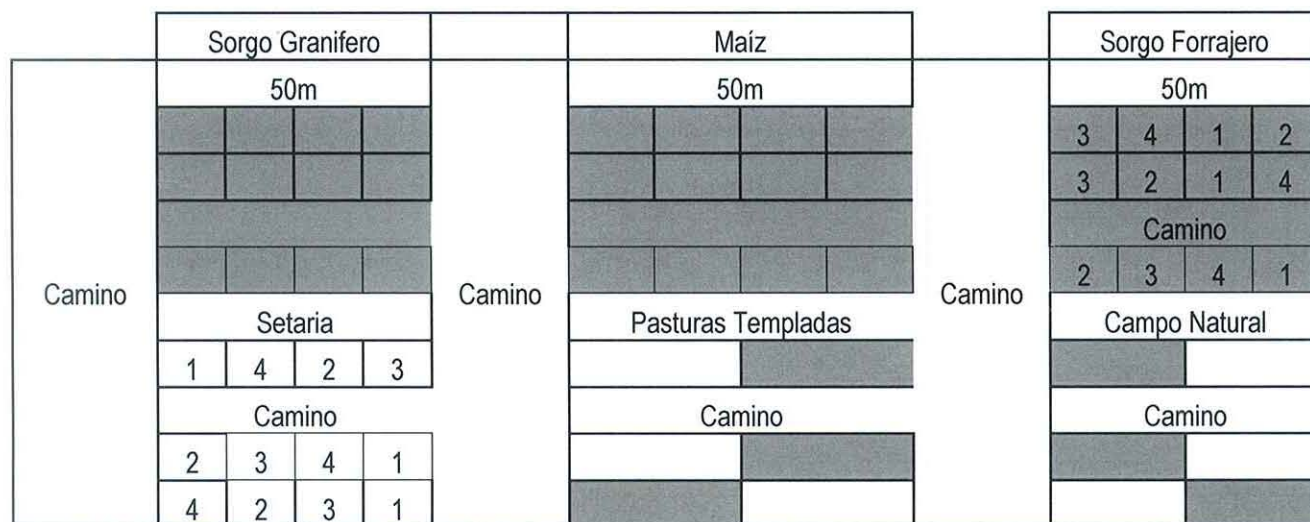 Sorgo Granifero Maíz Sorgo Forrajero
50m 50m 50m
3 4 1 2
3 2 1 4
Camino
2 3 4 1
Camino Camino Camino
Setaria Pasturas Templadas Campo Natural
1 4 2 3
Camino Camino Camino
2 3 4 1
4 2 3 1